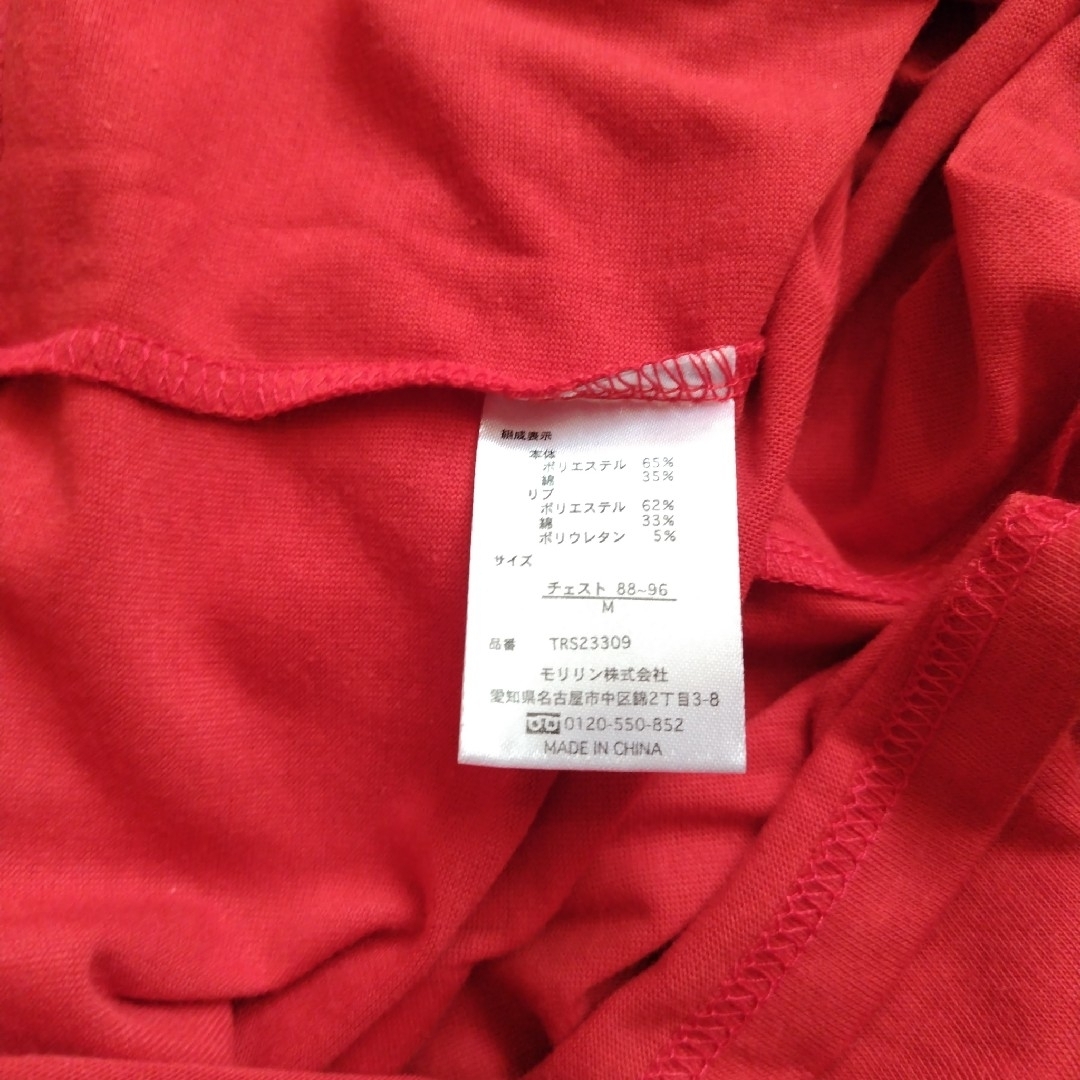 組成表示
本体
ポリエステル 65%
綿 35%
リブ
ポリエステル 62%
綿 33%
ポリウレタン 5%
サイズ
チェスト 88~96
M
品番 TRS23309
モリリン株式会社
愛知県名古屋市中区錦2丁目3-8
0120-550-852
MADE IN CHINA